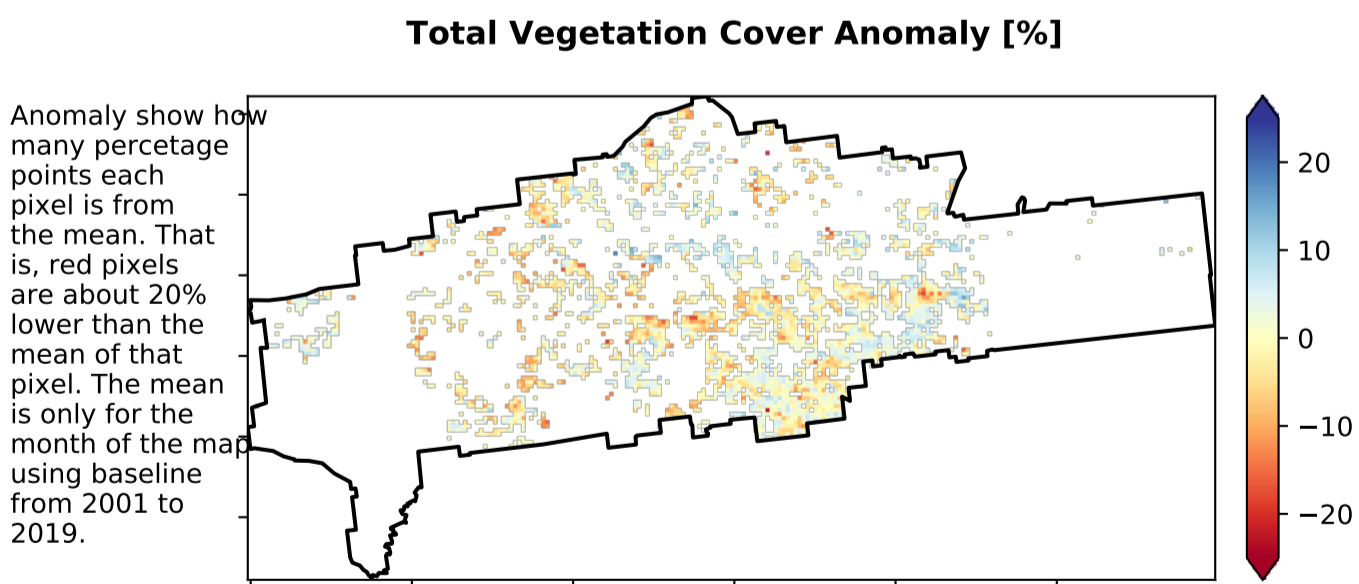 Total Vegetation Cover Anomaly [%]
Anomaly show how
many percetage
points each
pixel is from
the mean. That
is, red pixels
are about 20%
lower than the
mean of that
pixel. The mean
is only for the
month of the map
using baseline
from 2001 to
2019.
20
10
0
−10
−20